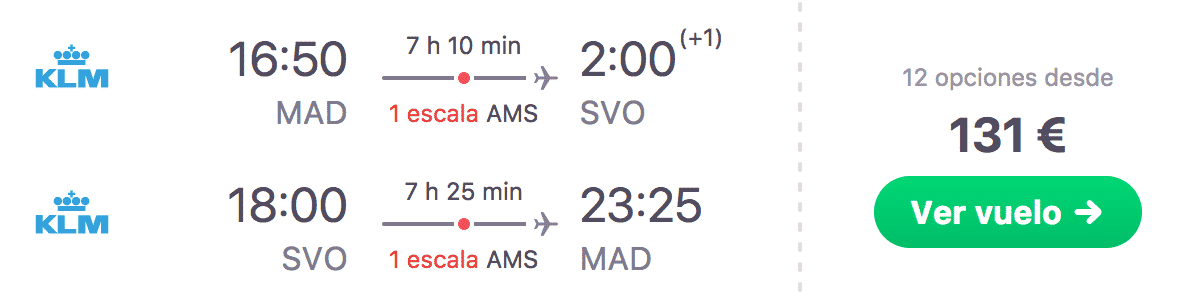 KLM
16:50
7 h 10 min
2:00(+1)
MAD
1 escala AMS
SVO
KLM
18:00
7 h 25 min
23:25
SVO
1 escala AMS
MAD
12 opciones desde
131 €
Ver vuelo →